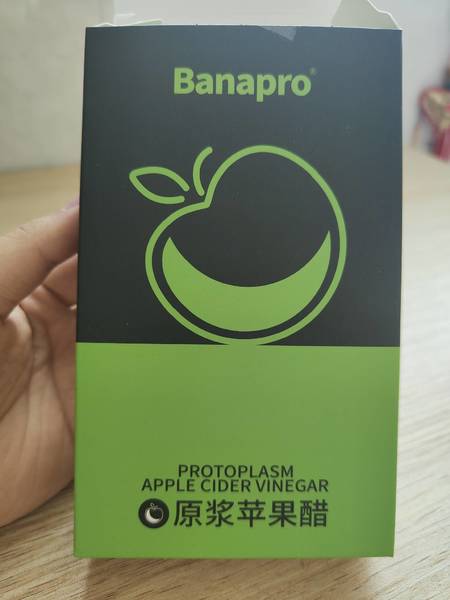 Banapro®
PROTOPLASM
APPLE CIDER VINEGAR
原浆苹果醋